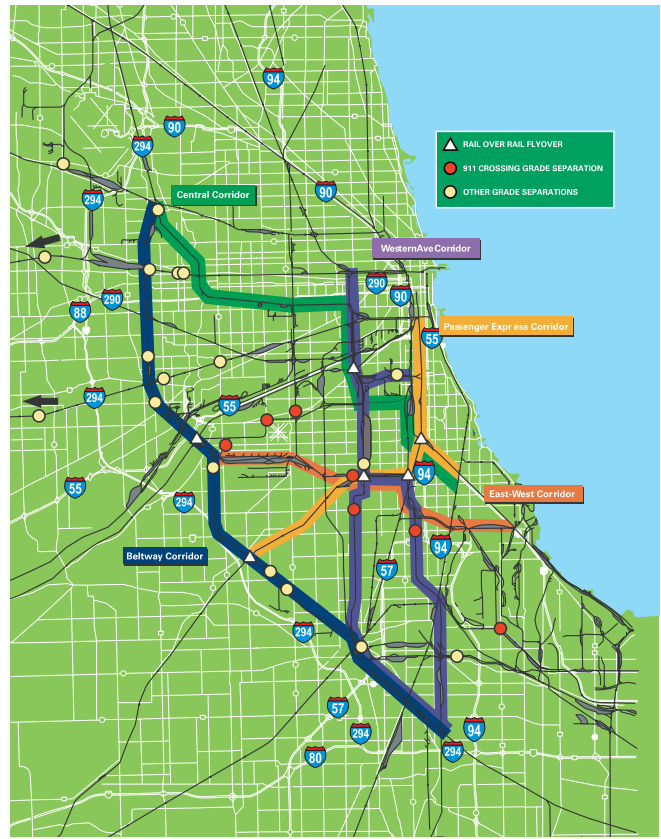 94
90
294
RAIL OVER RAIL FLYOVER
911 CROSSING GRADE SEPARATION
OTHER GRADE SEPARATIONS
Central Corridor
90
294
WesternAveCorridor
290
90
290
88
Passenger Express Corridor
55
294
55
94
55
East-West Corridor
294
94
Beltway Corridor
57
294
57
94
294
294
80